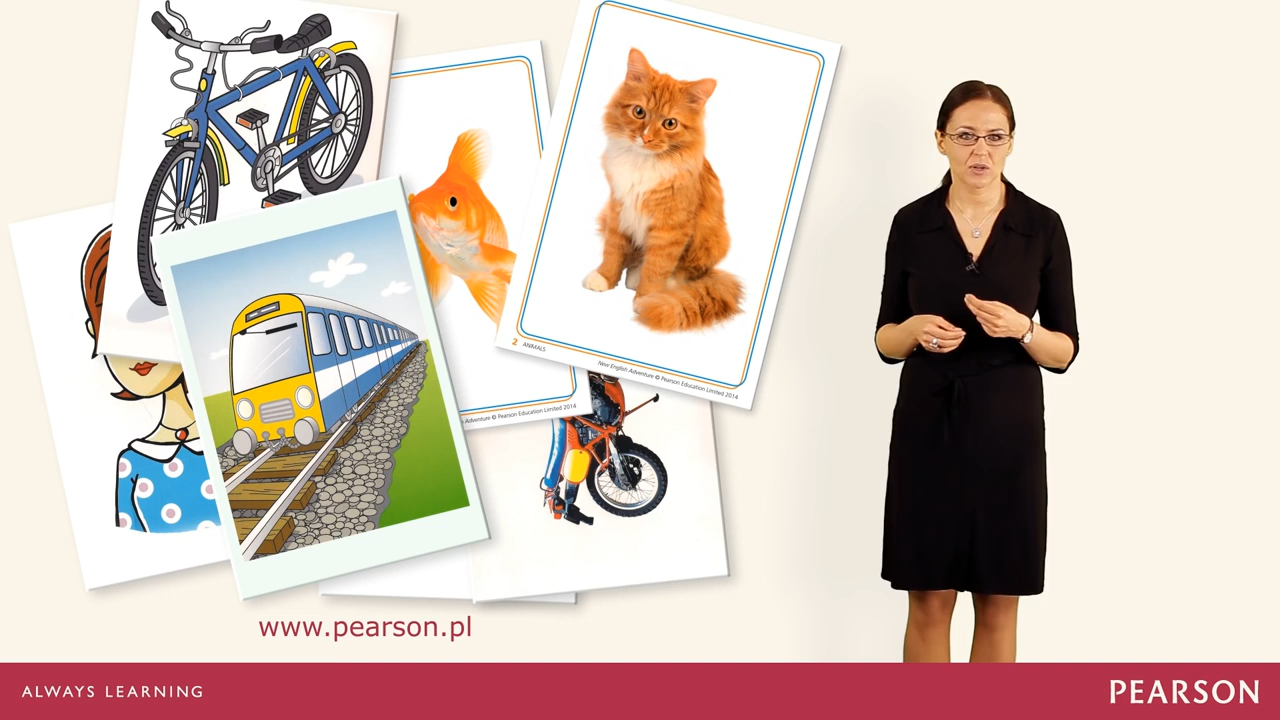 2 ANIMALS
New English Adventure © Pearson Education Limited 2014
Adventure © Pearson Education Limited 2014
www.pearson.pl
ALWAYS LEARNING
PEARSON